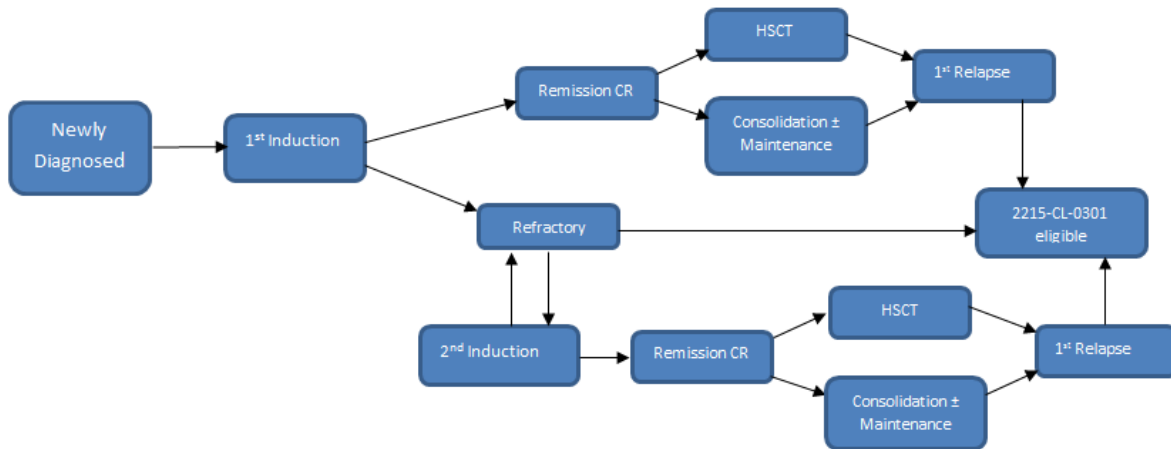 HSCT
1st Relapse
Remission CR
Newly
Diagnosed
1st Induction
Consolidation ±
Maintenance
2215-CL-0301
eligible
Refractory
HSCT
2nd Induction
Remission CR
1st Relapse
Consolidation ±
Maintenance